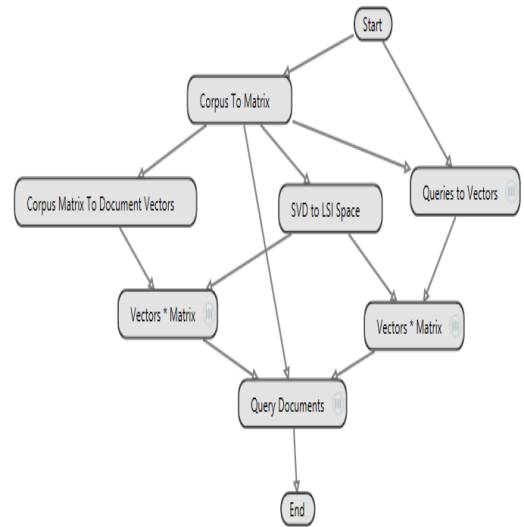 Start
Corpus To Matrix
Corpus Matrix To Document Vectors
SVD to LSI Space
Queries to Vectors
Vectors * Matrix
Vectors * Matrix
Query Documents
End